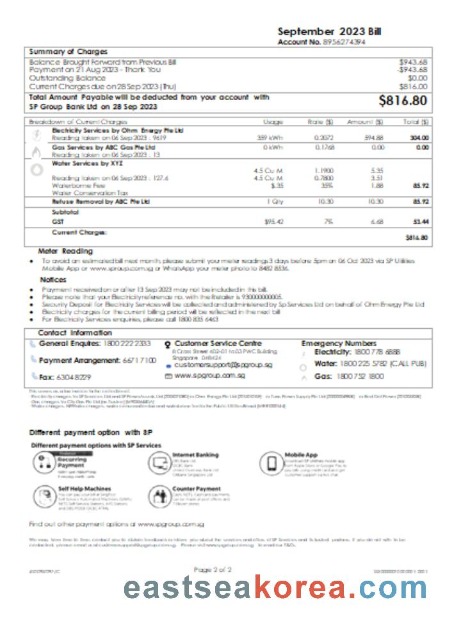 September 2023 Bill
Account No. 8956274394
Summary of Charges
Balance Brought Forward from Previous Bill $943.68
Payment on 21 Aug 2023 - Thank You -$943.68
Outstanding Balance $0.00
Current Charges due on 28 Sep 2023 (Thu) $816.00
Total Amount Payable will be deducted from your account with
SP Group Bank Ltd on 28 Sep 2023 $816.80
Breakdown of Current Charges Usage Rate ($) Amount ($) Total ($)
Electricity Services by Ohm Energy Pte Ltd
Reading taken on 06 Sep 2023 : 9619 359 kWh 0.2072 594.88 304.00
Gas Services by ABC Gas Pte Ltd 0 kWh 0.1768 0.00 0.00
Reading taken on 06 Sep 2023 : 13
Water Services by XYZ
4.5 Cu M 1.1900 5.35
Reading taken on 06 Sep 2023 : 127.6 4.5 Cu M 0.7800 3.51
Waterborne Fee $.35 35% 1.88 85.92
Water Conservation Tax
Refuse Removal by ABC Pte Ltd 1 Qty 10.30 10.30 85.92
Subtotal
GST $95.42 7% 6.68 53.44
Current Charges: $816.80
Meter Reading
To avoid an estimated bill next month, please submit your meter readings 3 days before 5pm on 06 Oct 2023 via SP Utilities
Mobile App or www.spgroup.com.sg or WhatsApp your meter photo to 8482 8536.
Notices
Payment received on or after 13 Sep 2023 may not be included in this bill.
Please note that your Electricity reference no. with the Retailer is 930000000005.
Security Deposit for Electricity Services will be collected and administered by Sp Services Ltd on behalf of Ohm Energy Pte Ltd
Electricity charges for the current billing period will be reflected in the next bill
For Electricity Services enquiries, please call 1800 835 6463
Contact Information
General Enquires: 1800 222 2333
Payment Arrangement: 6671 7100
Fax: 6304 8229
Customer Service Centre
Singapore
customersupport@spgroup.sg
www.spgroup.com.sg
Emergency Numbers
Electricity: 1800 778 8888
Water: 1800 225 5782 (CALL PUB)
Gas: 1800 752 1800
Different payment option with SP
Different payment options with SP Services
Recurring
Payment
Internet Banking
Mobile App
Self Help Machines
Counter Payment
Find out other payment options at www.spgroup.com.sg
Page 2 of 2
eastseakorea.com